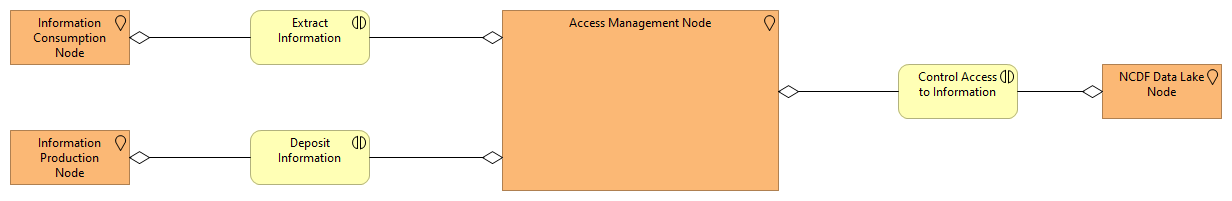 Information
Consumption
Node
Extract
Information
Access Management Node
Control Access
to Information
NCDF Data Lake
Node
Information
Production
Node
Deposit
Information